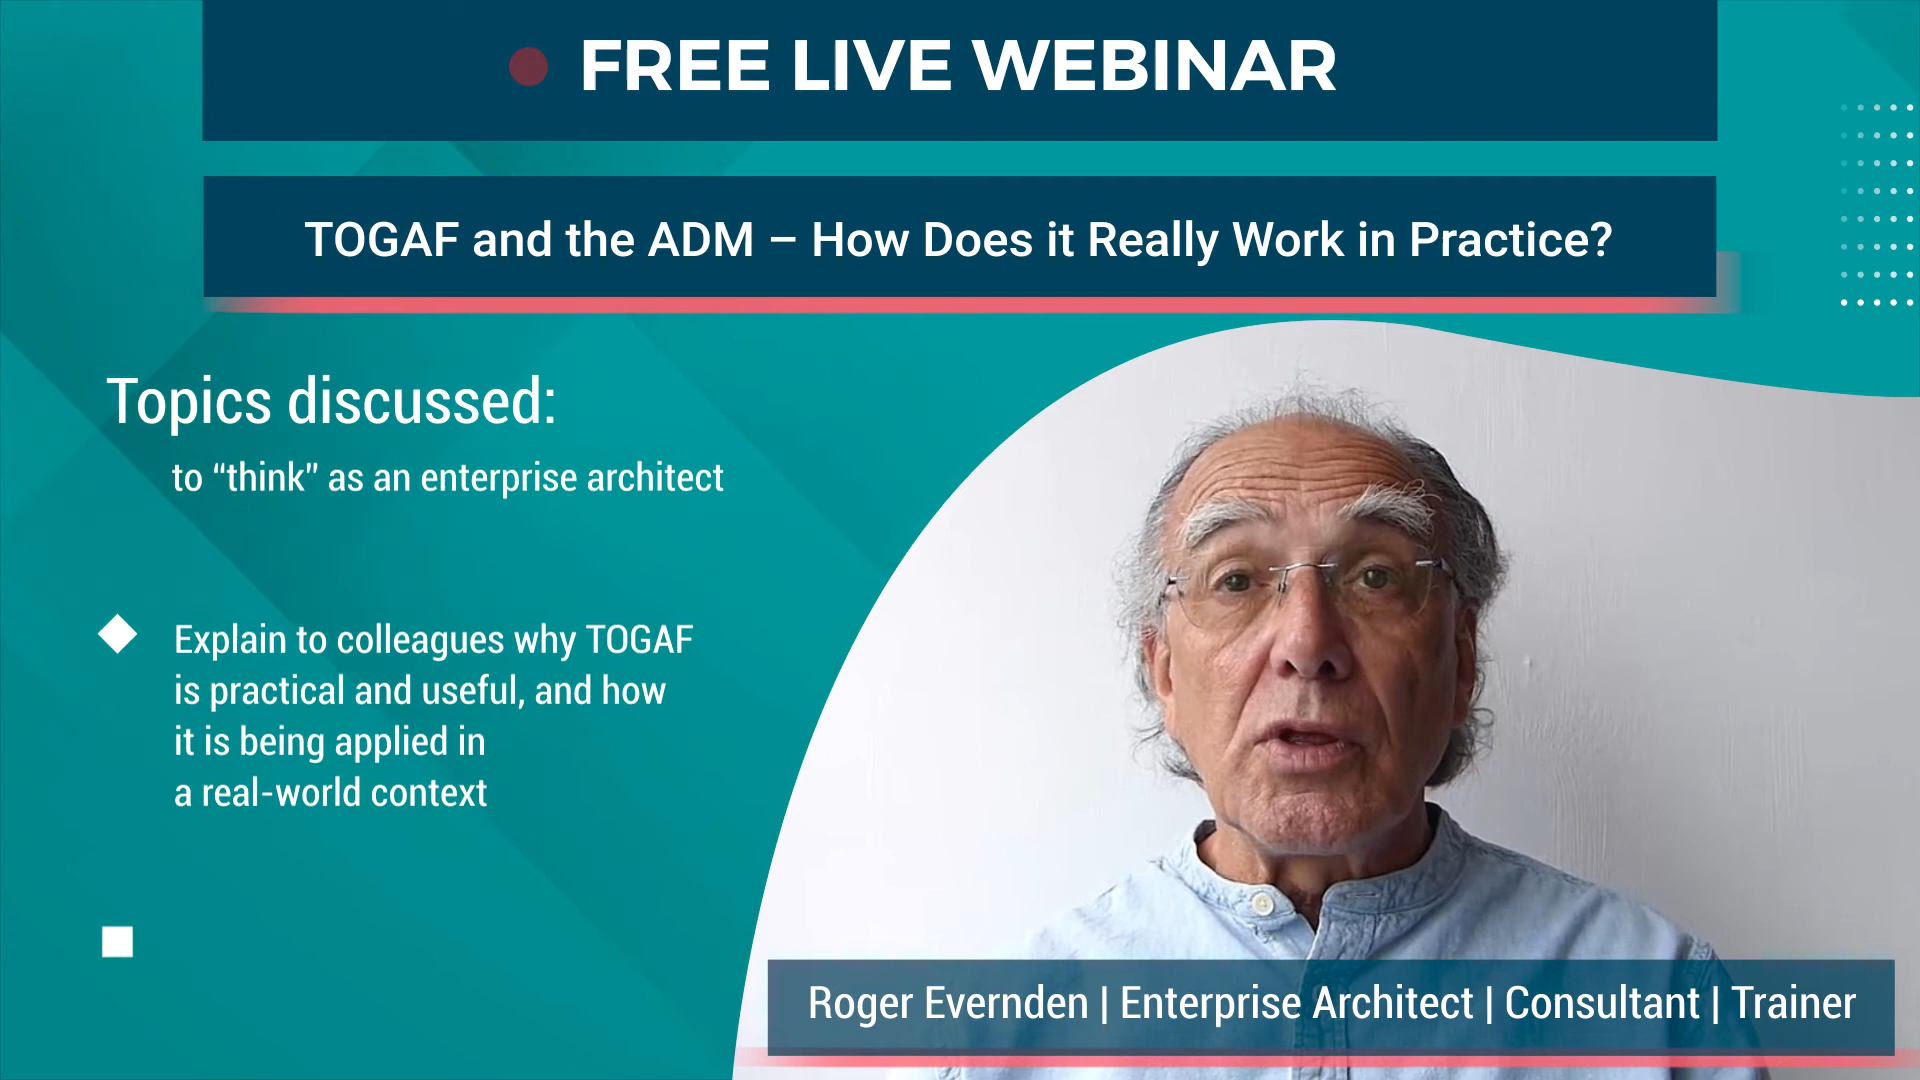 FREE LIVE WEBINAR
TOGAF and the ADM – How Does it Really Work in Practice?
Topics discussed:
to “think” as an enterprise architect
Explain to colleagues why TOGAF
is practical and useful, and how
it is being applied in
a real-world context
Roger Evernden | Enterprise Architect | Consultant | Trainer